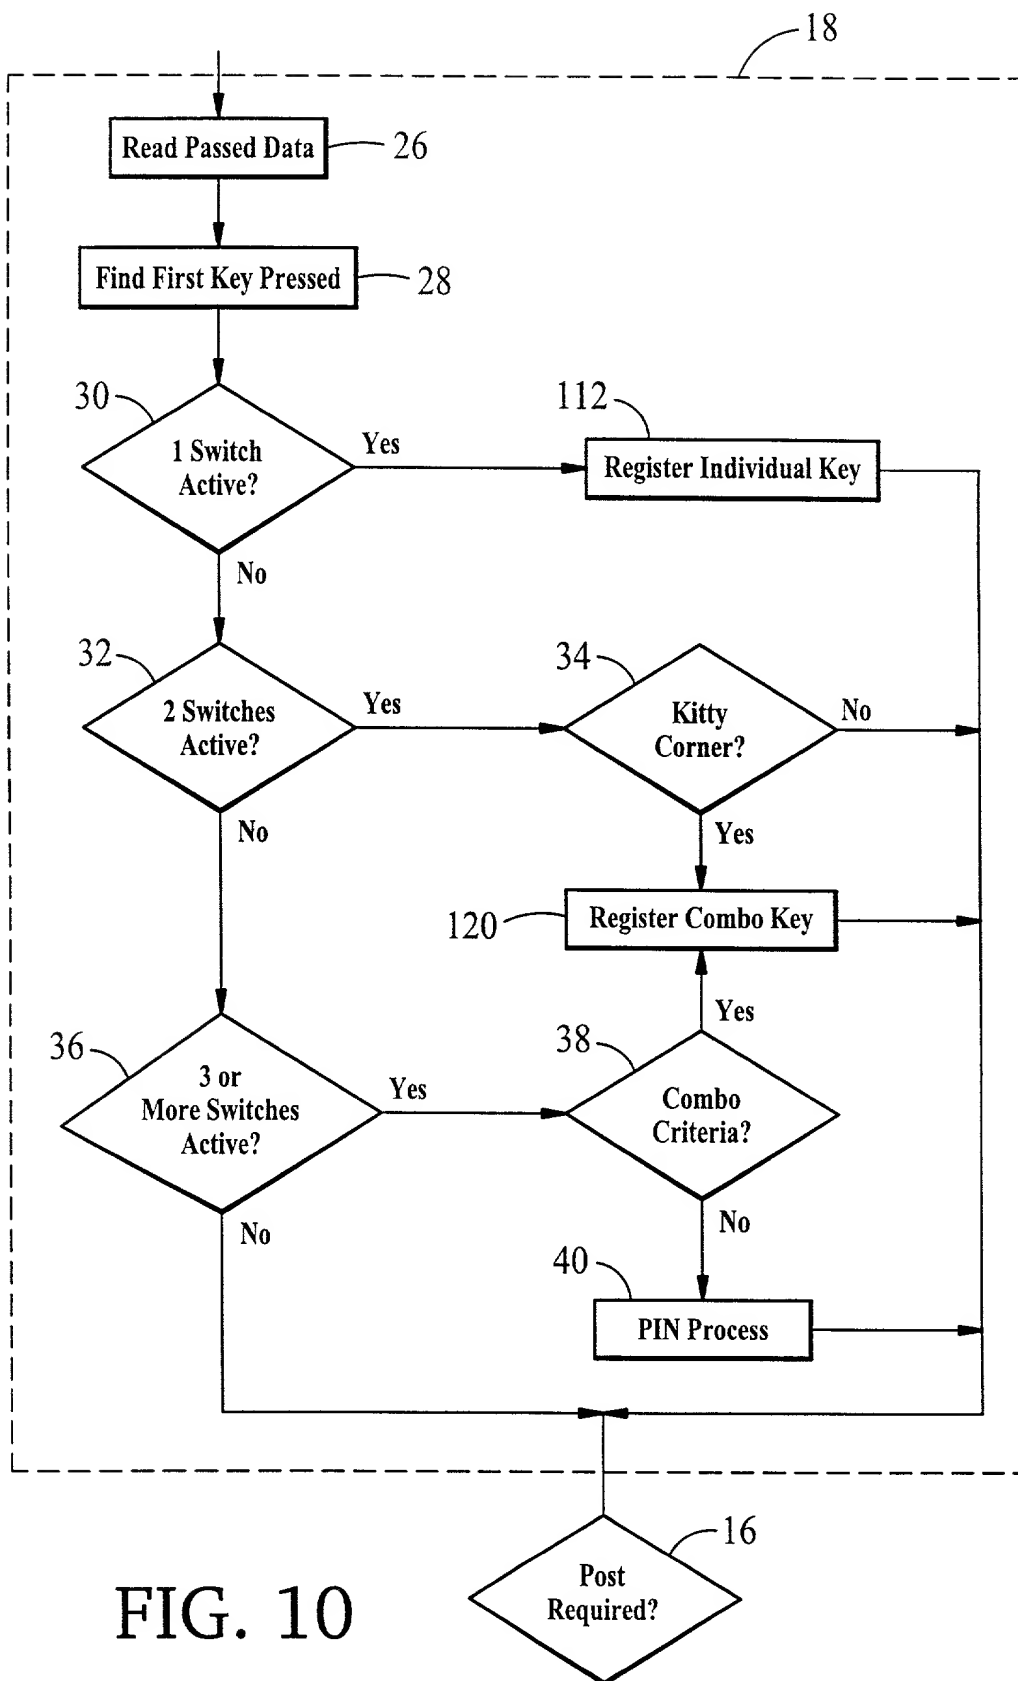 18
Read Passed Data
26
Find First Key Pressed
28
30
1 Switch
Active?
Yes
112
Register Individual Key
No
32
2 Switches
Active?
Yes
34
Kitty
Corner?
No
No
Yes
120
Register Combo Key
36
3 or
More Switches
Active?
Yes
Yes
38
Combo
Criteria?
No
No
40
PIN Process
16
Post
Required?
FIG. 10